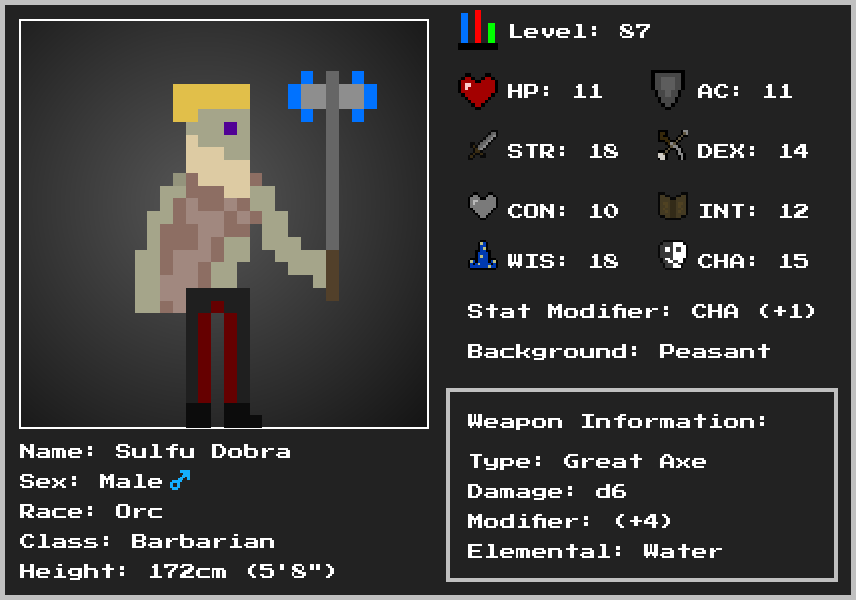 Level: 87
HP: 11
AC: 11
STR: 18
DEX: 14
CON: 10
INT: 12
WIS: 18
CHA: 15
Stat Modifier: CHA (+1)
Background: Peasant
Weapon Information:
Type: Great Axe
Damage: d6
Modifier: (+4)
Elemental: Water
Name: Sulfu Dobra
Sex: Male♂
Race: Orc
Class: Barbarian
Height: 172cm (5'8")